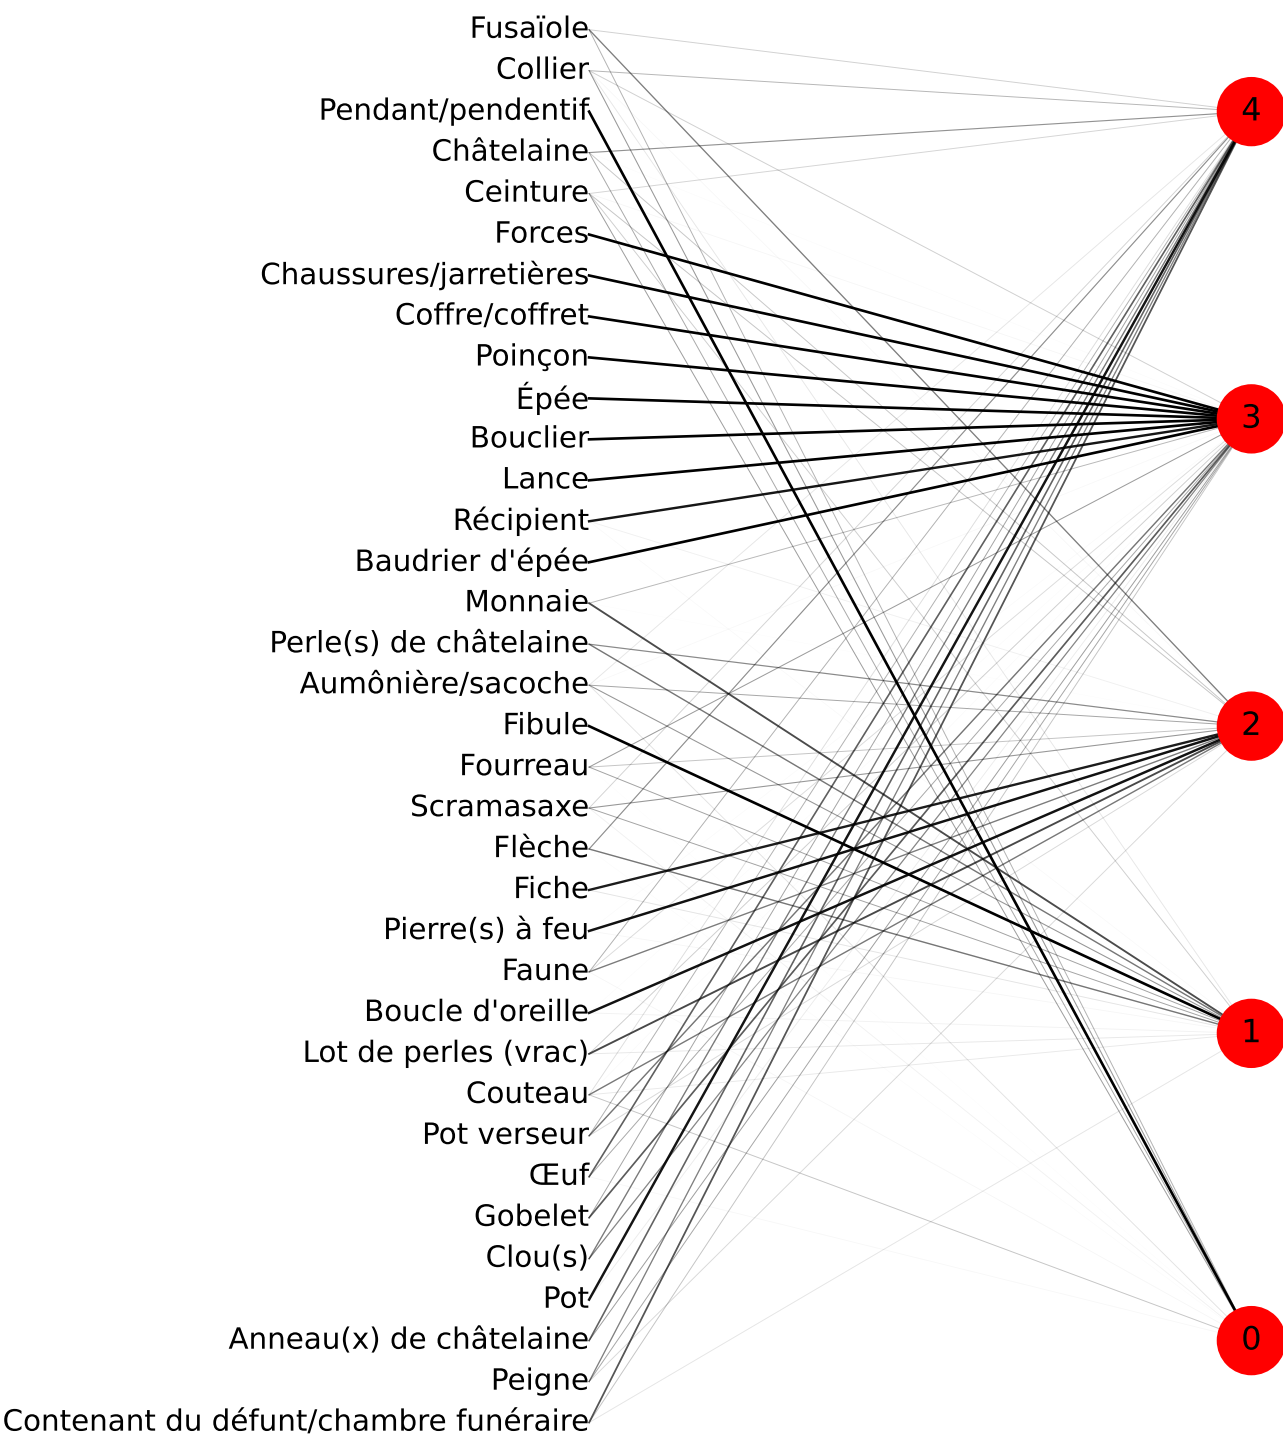 Fusaïole
Collier
Pendant/pendentif
Châtelaine
Ceinture
Forces
Chaussures/jarretières
Coffre/coffret
Poinçon
Épée
Bouclier
Lance
Récipient
Baudrier d'épée
Monnaie
Perle(s) de châtelaine
Aumônière/sacoche
Fibule
Fourreau
Scramasaxe
Flèche
Fiche
Pierre(s) à feu
Faune
Boucle d'oreille
Lot de perles (vrac)
Couteau
Pot verseur
Œuf
Gobelet
Clou(s)
Pot
Anneau(x) de châtelaine
Peigne
Contenant du défunt/chambre funéraire
4
3
2
1
0